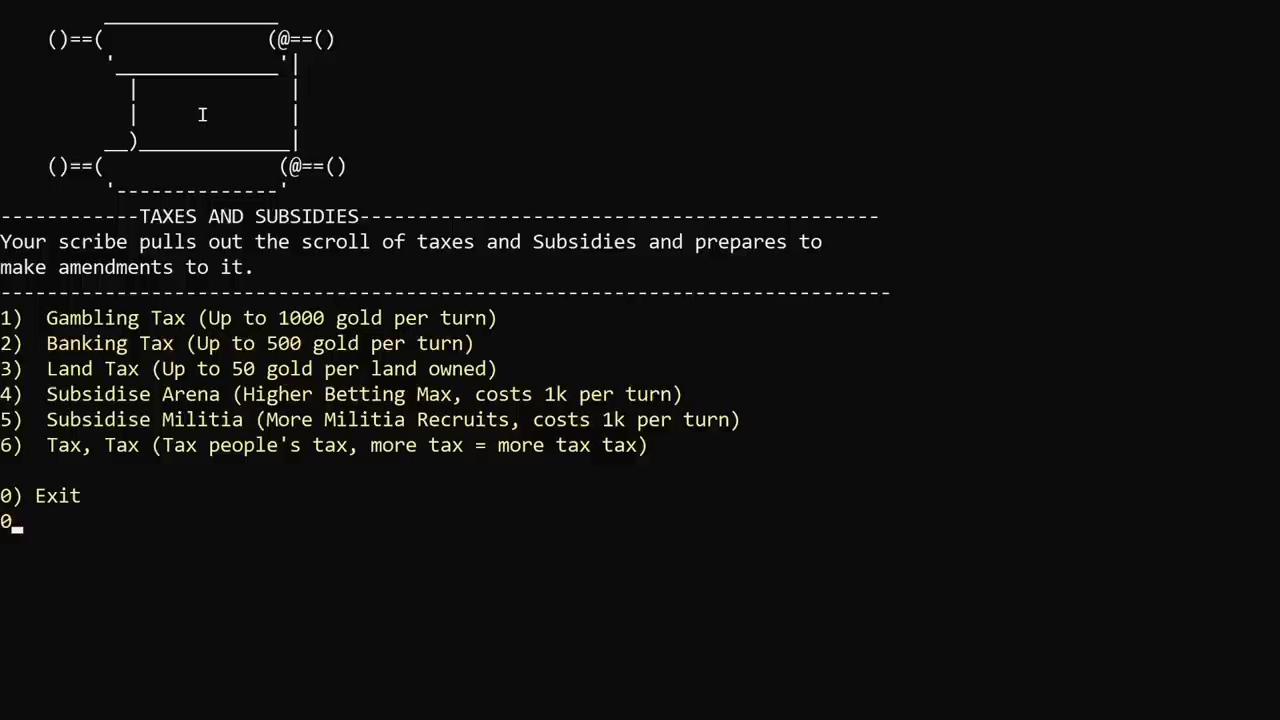 ------------TAXES AND SUBSIDIES---------------------------------------------
Your scribe pulls out the scroll of taxes and Subsidies and prepares to
make amendments to it.
-----------------------------------------------------------------------------
1)  Gambling Tax (Up to 1000 gold per turn)
2)  Banking Tax (Up to 500 gold per turn)
3)  Land Tax (Up to 50 gold per land owned)
4)  Subsidise Arena (Higher Betting Max, costs 1k per turn)
5)  Subsidise Militia (More Militia Recruits, costs 1k per turn)
6)  Tax, Tax (Tax people's tax, more tax = more tax tax)
0) Exit
0